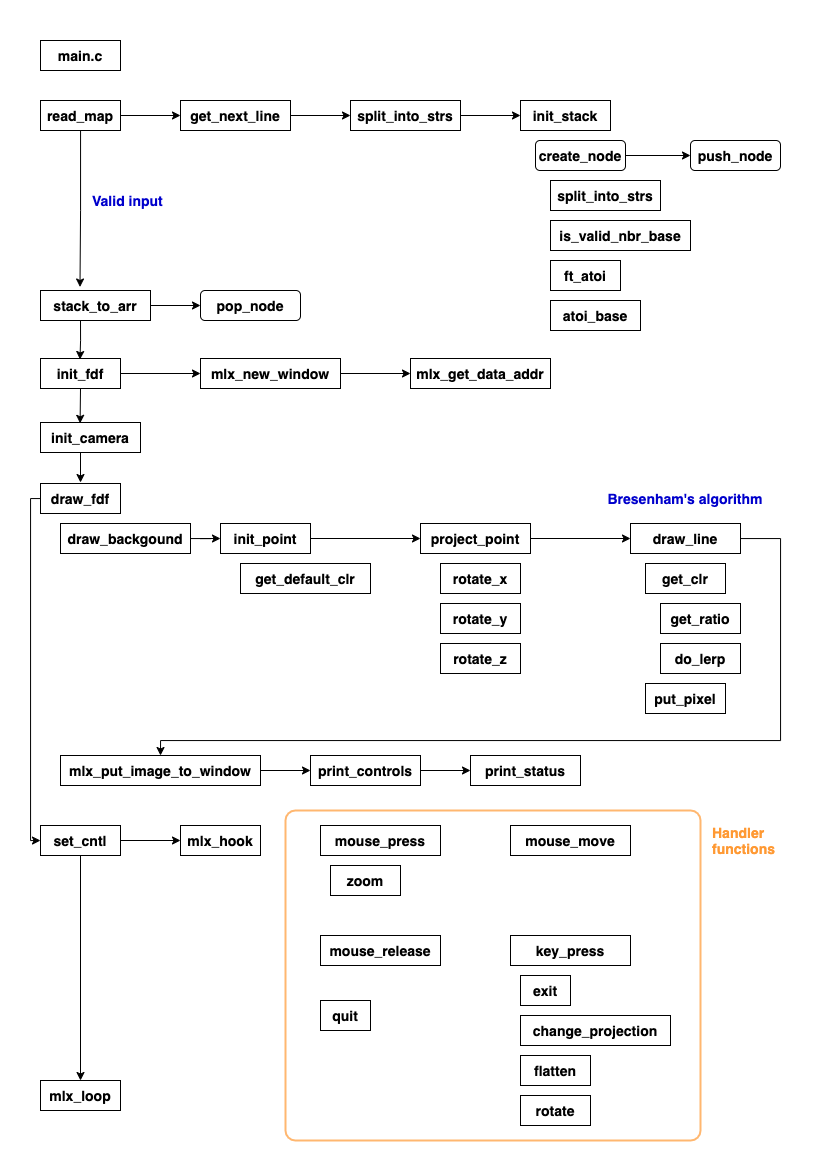 main.c
read_map
get_next_line
split_into_strs
init_stack
create_node
push_node
split_into_strs
Valid input
is_valid_nbr_base
ft_atoi
stack_to_arr
pop_node
atoi_base
init_fdf
mlx_new_window
mlx_get_data_addr
init_camera
draw_fdf
Bresenham's algorithm
draw_backgound
init_point
project_point
draw_line
get_default_clr
rotate_x
get_clr
rotate_y
get_ratio
rotate_z
do_lerp
put_pixel
mlx_put_image_to_window
print_controls
print_status
set_cntl
mlx_hook
mouse_press
mouse_move
Handler
functions
zoom
mouse_release
key_press
exit
quit
change_projection
flatten
mlx_loop
rotate